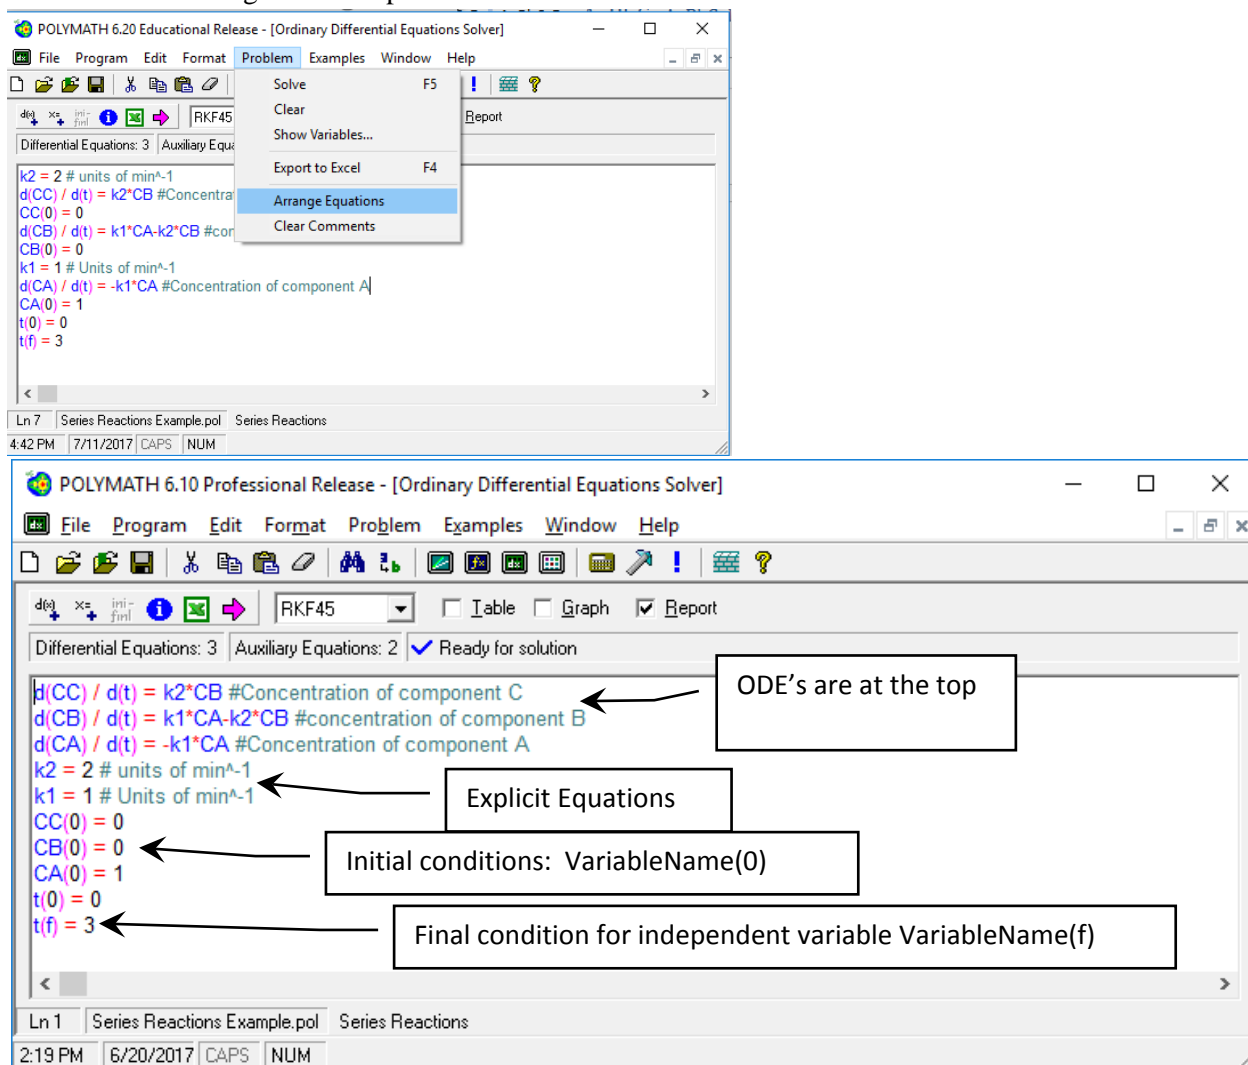 POLYMATH 6.20 Educational Release - [Ordinary Differential Equations Solver]
File Program Edit Format Problem Examples Window Help
Solve F5
Clear
Show Variables...
Export to Excel F4
Arrange Equations
Clear Comments
d(x) x= ini- finl RKF45 Report
Differential Equations: 3 Auxiliary Equa
k2 = 2 # units of min^-1
d(CC) / d(t) = k2*CB #Concentra
CC(0) = 0
d(CB) / d(t) = k1*CA-k2*CB #con
CB(0) = 0
k1 = 1 # Units of min^-1
d(CA) / d(t) = -k1*CA #Concentration of component A
CA(0) = 1
t(0) = 0
t(f) = 3
Ln 7 Series Reactions Example.pol Series Reactions
4:42 PM 7/11/2017 CAPS NUM
POLYMATH 6.10 Professional Release - [Ordinary Differential Equations Solver]
File Program Edit Format Problem Examples Window Help
d(x) x= ini- finl RKF45 Table Graph Report
Differential Equations: 3 Auxiliary Equations: 2 Ready for solution
d(CC) / d(t) = k2*CB #Concentration of component C
ODE's are at the top
d(CB) / d(t) = k1*CA-k2*CB #concentration of component B
d(CA) / d(t) = -k1*CA #Concentration of component A
k2 = 2 # units of min^-1
k1 = 1 # Units of min^-1
Explicit Equations
CC(0) = 0
CB(0) = 0
Initial conditions: VariableName(0)
CA(0) = 1
t(0) = 0
t(f) = 3
Final condition for independent variable VariableName(f)
Ln 1 Series Reactions Example.pol Series Reactions
2:19 PM 6/20/2017 CAPS NUM